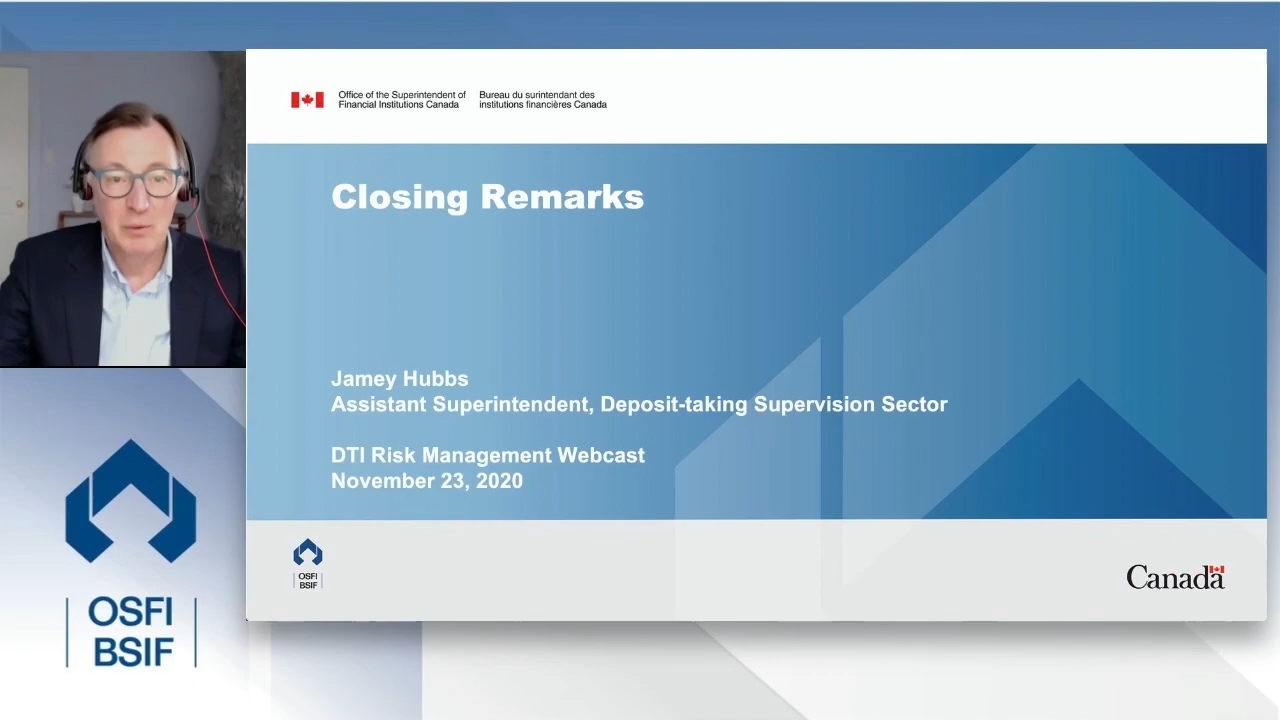 Office of the Superintendent of
Financial Institutions Canada
Bureau du surintendant des
institutions financières Canada
Closing Remarks
Jamey Hubbs
Assistant Superintendent, Deposit-taking Supervision Sector
DTI Risk Management Webcast
November 23, 2020
OSFI
BSIF
Canada
OSFI
BSIF